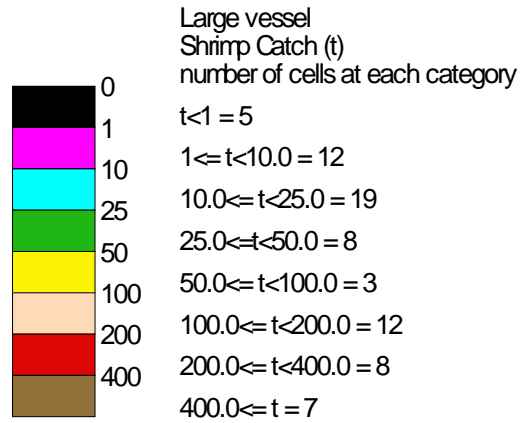 Large vessel
Shrimp Catch (t)
number of cells at each category
0
t<1 = 5
1
1<= t<10.0 = 12
10
10.0<= t<25.0 = 19
25
25.0<=t<50.0 = 8
50
50.0<= t<100.0 = 3
100
100.0<= t<200.0 = 12
200
200.0<= t<400.0 = 8
400
400.0<= t = 7